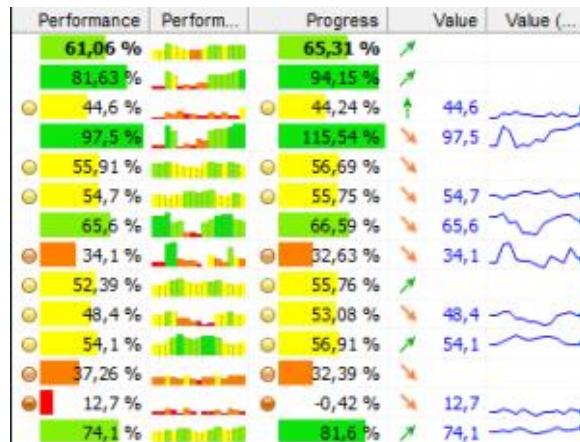 Performance Perform... Progress Value Value (...
61,06 % 65,31 %
81,63 % 94,15 %
44,6 % 44,24 % 44,6
97,5 % 115,54 % 97,5
55,91 % 56,69 %
54,7 % 55,75 % 54,7
65,6 % 66,59 % 65,6
34,1 % 32,63 % 34,1
52,39 % 55,76 %
48,4 % 53,08 % 48,4
54,1 % 56,91 % 54,1
37,26 % 32,39 %
12,7 % -0,42 % 12,7
74,1 % 81,6 % 74,1